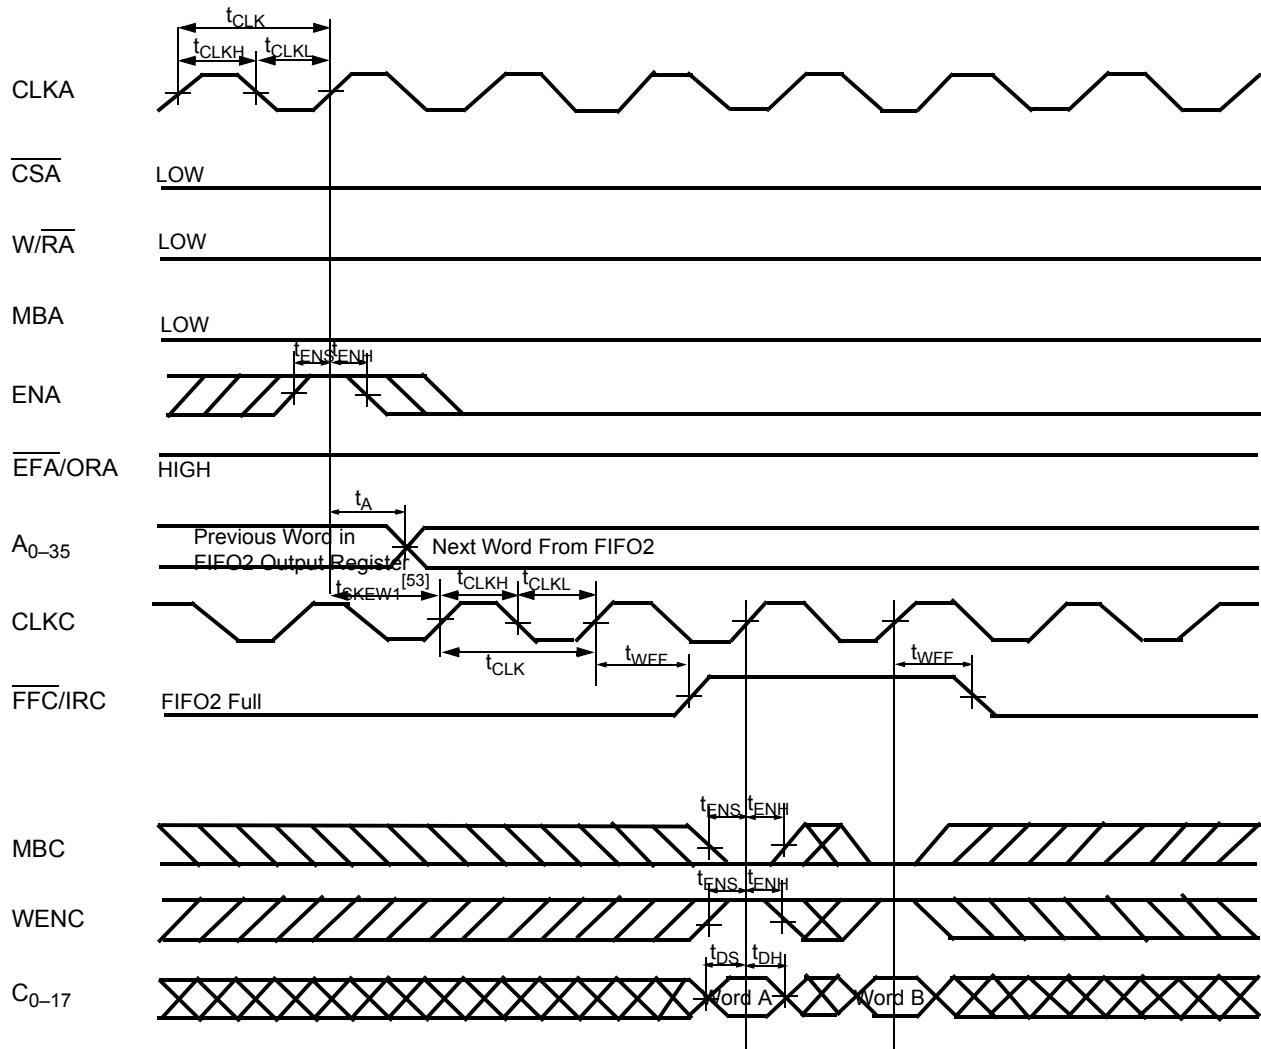 tCLK
tCLKH tCLKL
CLKA
CSA LOW
W/RA LOW
MBA LOW
tENS tENH
ENA
EFA/ORA HIGH
tA
A0–35 Previous Word in FIFO2 Output Register Next Word From FIFO2
tSKEW1[53] tCLKH tCLKL
CLKC
tCLK tWFF tWFF
FFC/IRC FIFO2 Full
tENS tENH
MBC
tENS tENH
WENC
tDS tDH
C0–17 Word A Word B